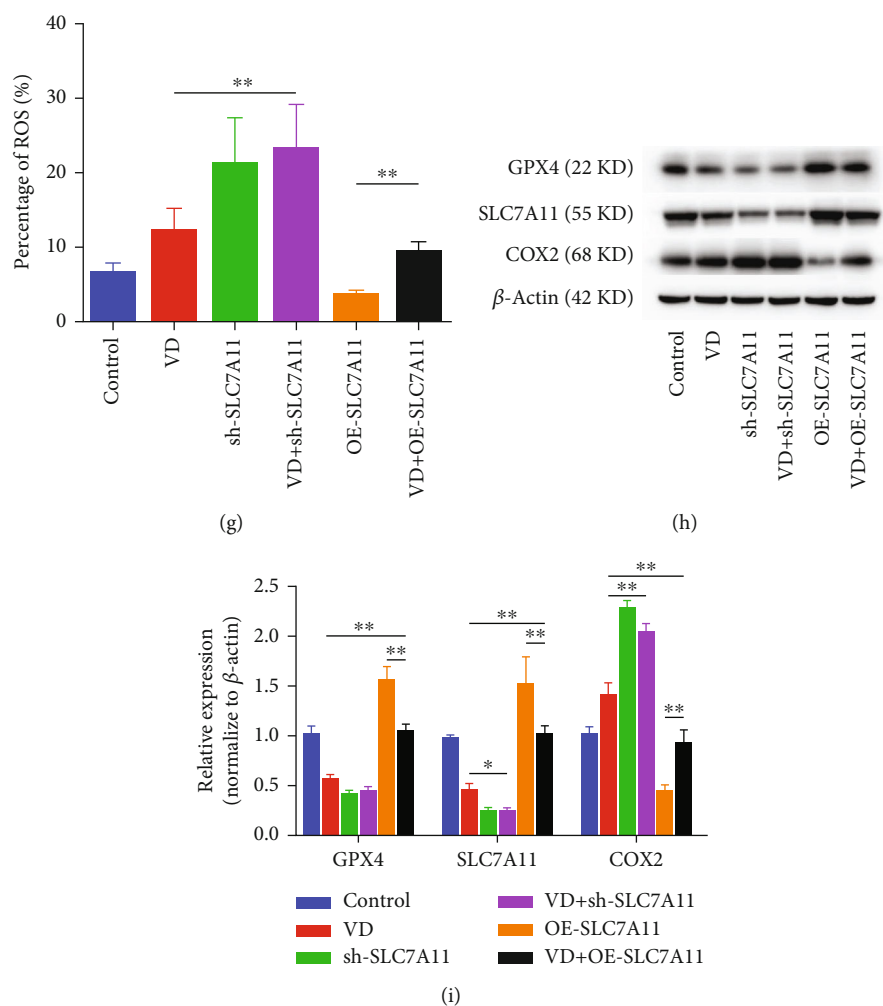 40
30
20
10
0
Percentage of ROS (%)
**
**
Control
VD
sh-SLC7A11
VD+sh-SLC7A11
OE-SLC7A11
VD+OE-SLC7A11
(g)
GPX4 (22 KD)
SLC7A11 (55 KD)
COX2 (68 KD)
β-Actin (42 KD)
Control
VD
sh-SLC7A11
VD+sh-SLC7A11
OE-SLC7A11
VD+OE-SLC7A11
(h)
2.5
2.0
1.5
1.0
0.5
0.0
Relative expression
(normalize to β-actin)
**
**
**
**
*
**
**
**
GPX4
SLC7A11
COX2
Control
VD
sh-SLC7A11
VD+sh-SLC7A11
OE-SLC7A11
VD+OE-SLC7A11
(i)